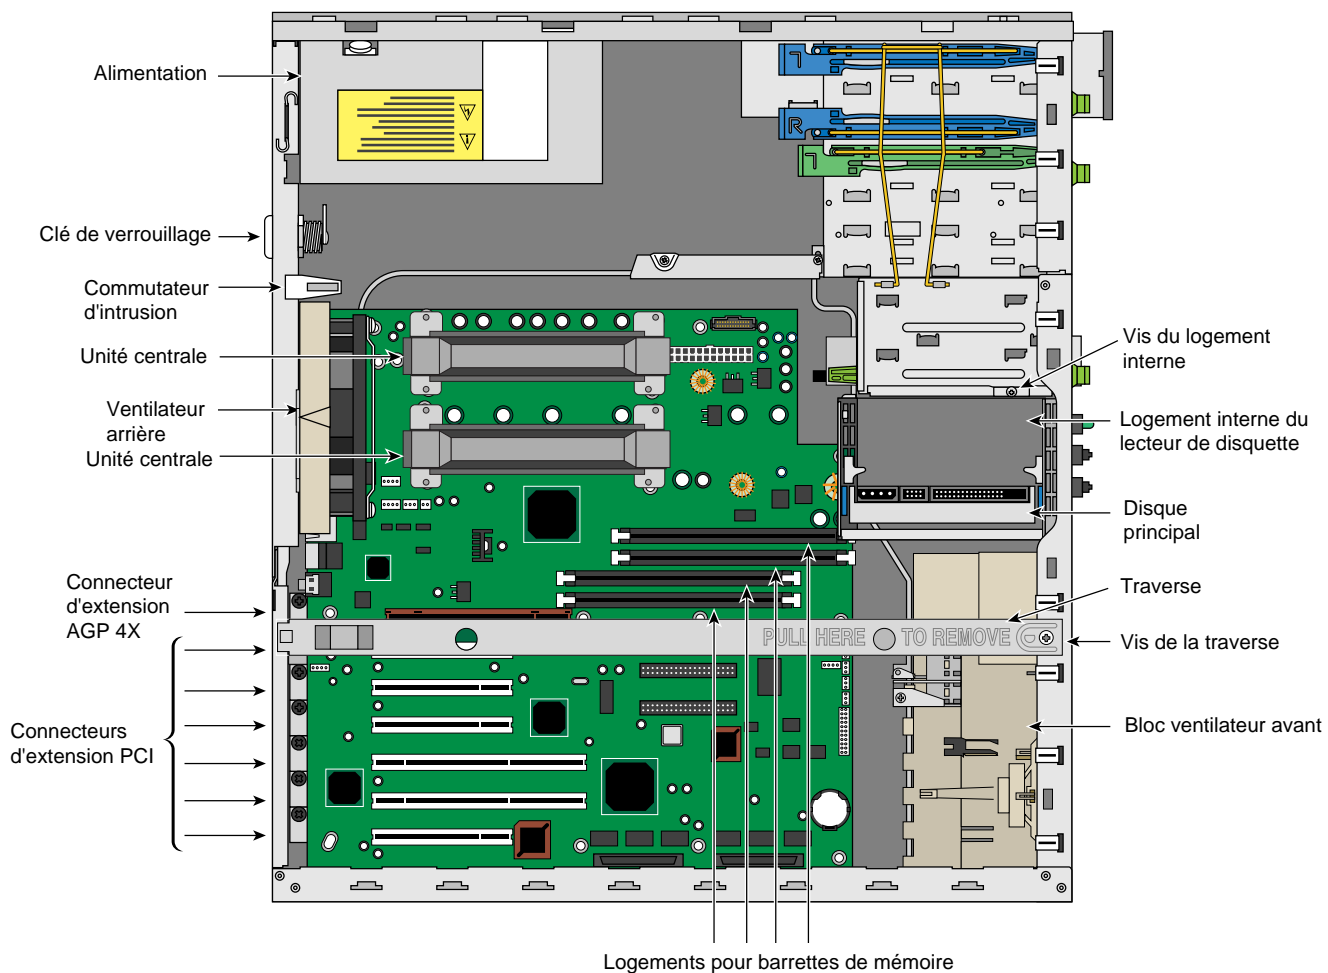 Alimentation
Clé de verrouillage
Commutateur
d'intrusion
Unité centrale
Ventilateur
arrière
Unité centrale
Connecteur
d'extension
AGP 4X
Connecteurs
d'extension PCI
L
R
L
Vis du logement
interne
Logement interne du
lecteur de disquette
Disque
principal
Traverse
PULL HERE TO REMOVE
Vis de la traverse
Bloc ventilateur avant
Logements pour barrettes de mémoire